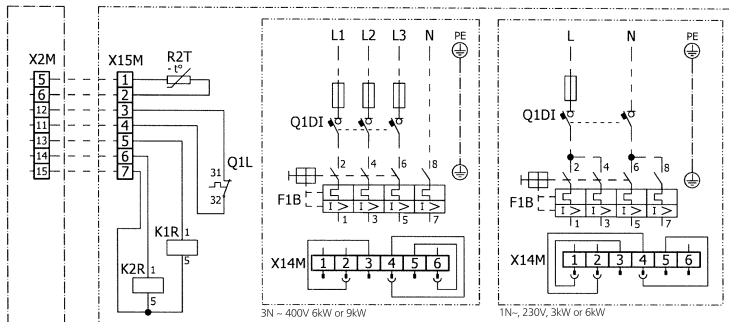 X2M
5
6
12
11
13
14
15
X15M
1
2
3
4
5
6
7
R2T
- t°
31
Q1L
32
K1R
1
5
K2R
1
5
L1 L2 L3 N PE
Q1DI
2 4 6 8
F1B
I > I > I > I >
1 3 5 7
X14M
1 2 3 4 5 6
3N ~ 400V 6kW or 9kW
L N PE
Q1DI
2 4 6 8
F1B
I > I > I > I >
1 3 5 7
X14M
1 2 3 4 5 6
1N~, 230V, 3kW or 6kW